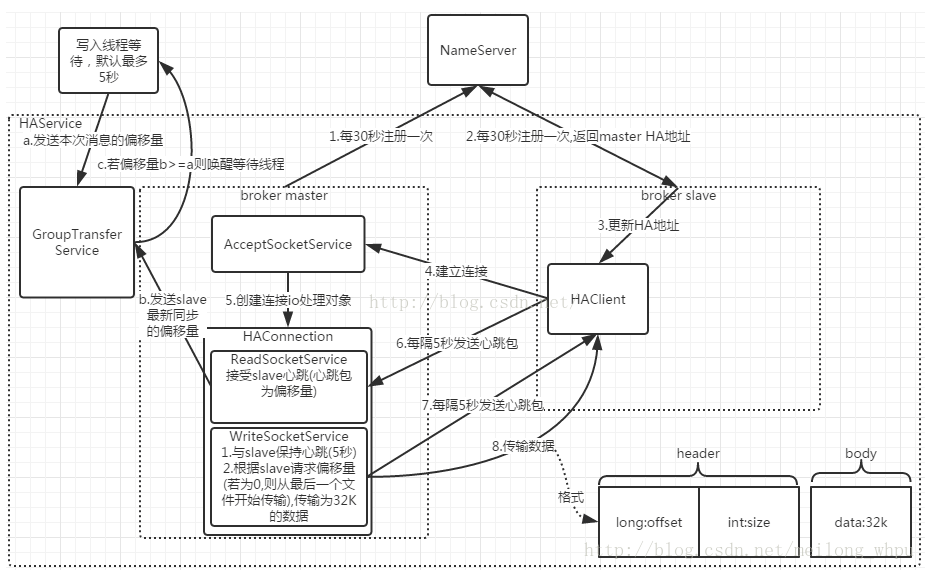 写入线程等
待，默认最多
5秒
NameServer
HAService
a.发送本次消息的偏移量
1.每30秒注册一次
2.每30秒注册一次,返回master HA地址
c.若偏移量b>=a则唤醒等待线程
broker master
broker slave
GroupTransfer
Service
AcceptSocketService
3.更新HA地址
4.建立连接
HAClient
b.发送slave
最新同步
的偏移量
5.创建连接io处理对象
http://blog.csdn.net/
HAConnection
6.每隔5秒发送心跳包
ReadSocketService
接受slave心跳(心跳包
为偏移量)
7.每隔5秒发送心跳包
WriteSocketService
1.与slave保持心跳(5秒)
2.根据slave请求偏移量
(若为0,则从最后一个文
件开始传输),传输为32K
的数据
8.传输数据
header
body
格式
long:offset
int:size
data:32k
http://blog.csdn.net/meilong_whpu